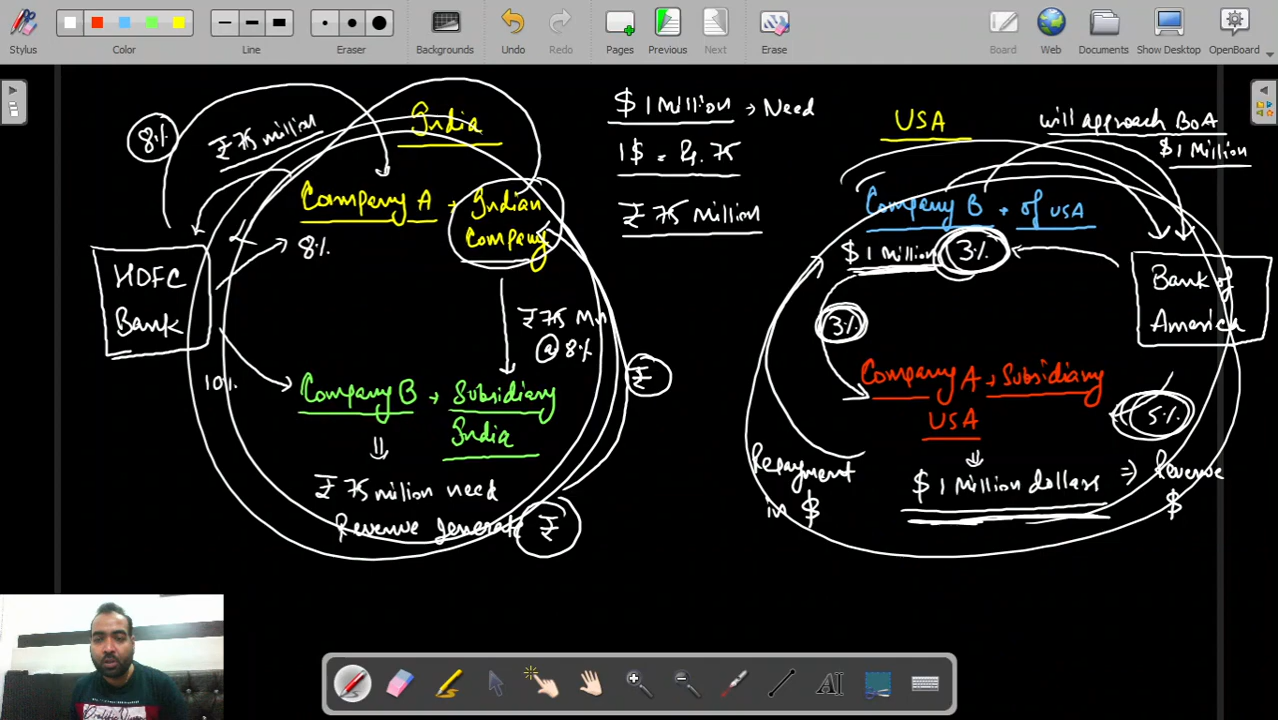 Stylus
Color
Line
Eraser
Backgrounds
Undo
Redo
Pages
Previous
Next
Erase
Board
Web
Documents
Show Desktop
OpenBoard
India
8%
₹ 75 million
Company A → Indian
Company
8%
HDFC
Bank
₹ 75 Mn
@ 8%
10%
Company B → Subsidiary
India
₹
₹ 75 million need
Revenue generate ₹
$ 1 Million → Need
1$ = Rs. 75
₹ 75 Million
USA
will approach BoA
$ 1 Million
Company B → of USA
$ 1 Million 3%
Bank of
America
3%
Company A → Subsidiary
USA
5%
Repayment
in $
$ 1 Million dollars ⇒ Revenue
$